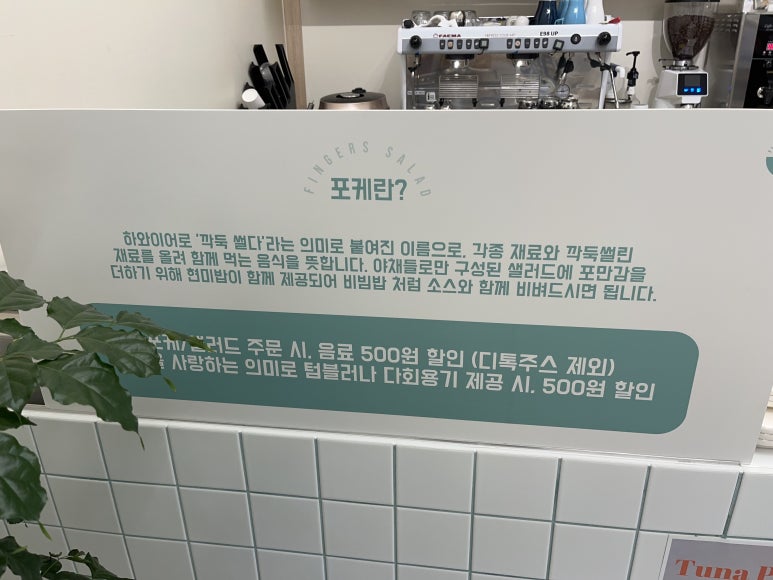 FAEMA
E98 UP
FINGERS SALAD
포케란?
하와이어로 '깍둑 썰다'라는 의미로 붙여진 이름으로, 각종 재료와 깍둑썰린
재료를 올려 함께 먹는 음식을 뜻합니다. 야채들로만 구성된 샐러드에 포만감을
더하기 위해 현미밥이 함께 제공되어 비빔밥 처럼 소스와 함께 비벼드시면 됩니다.
포케/샐러드 주문 시, 음료 500원 할인 (디톡주스 제외)
사랑하는 의미로 텀블러나 다회용기 제공 시, 500원 할인
Tuna